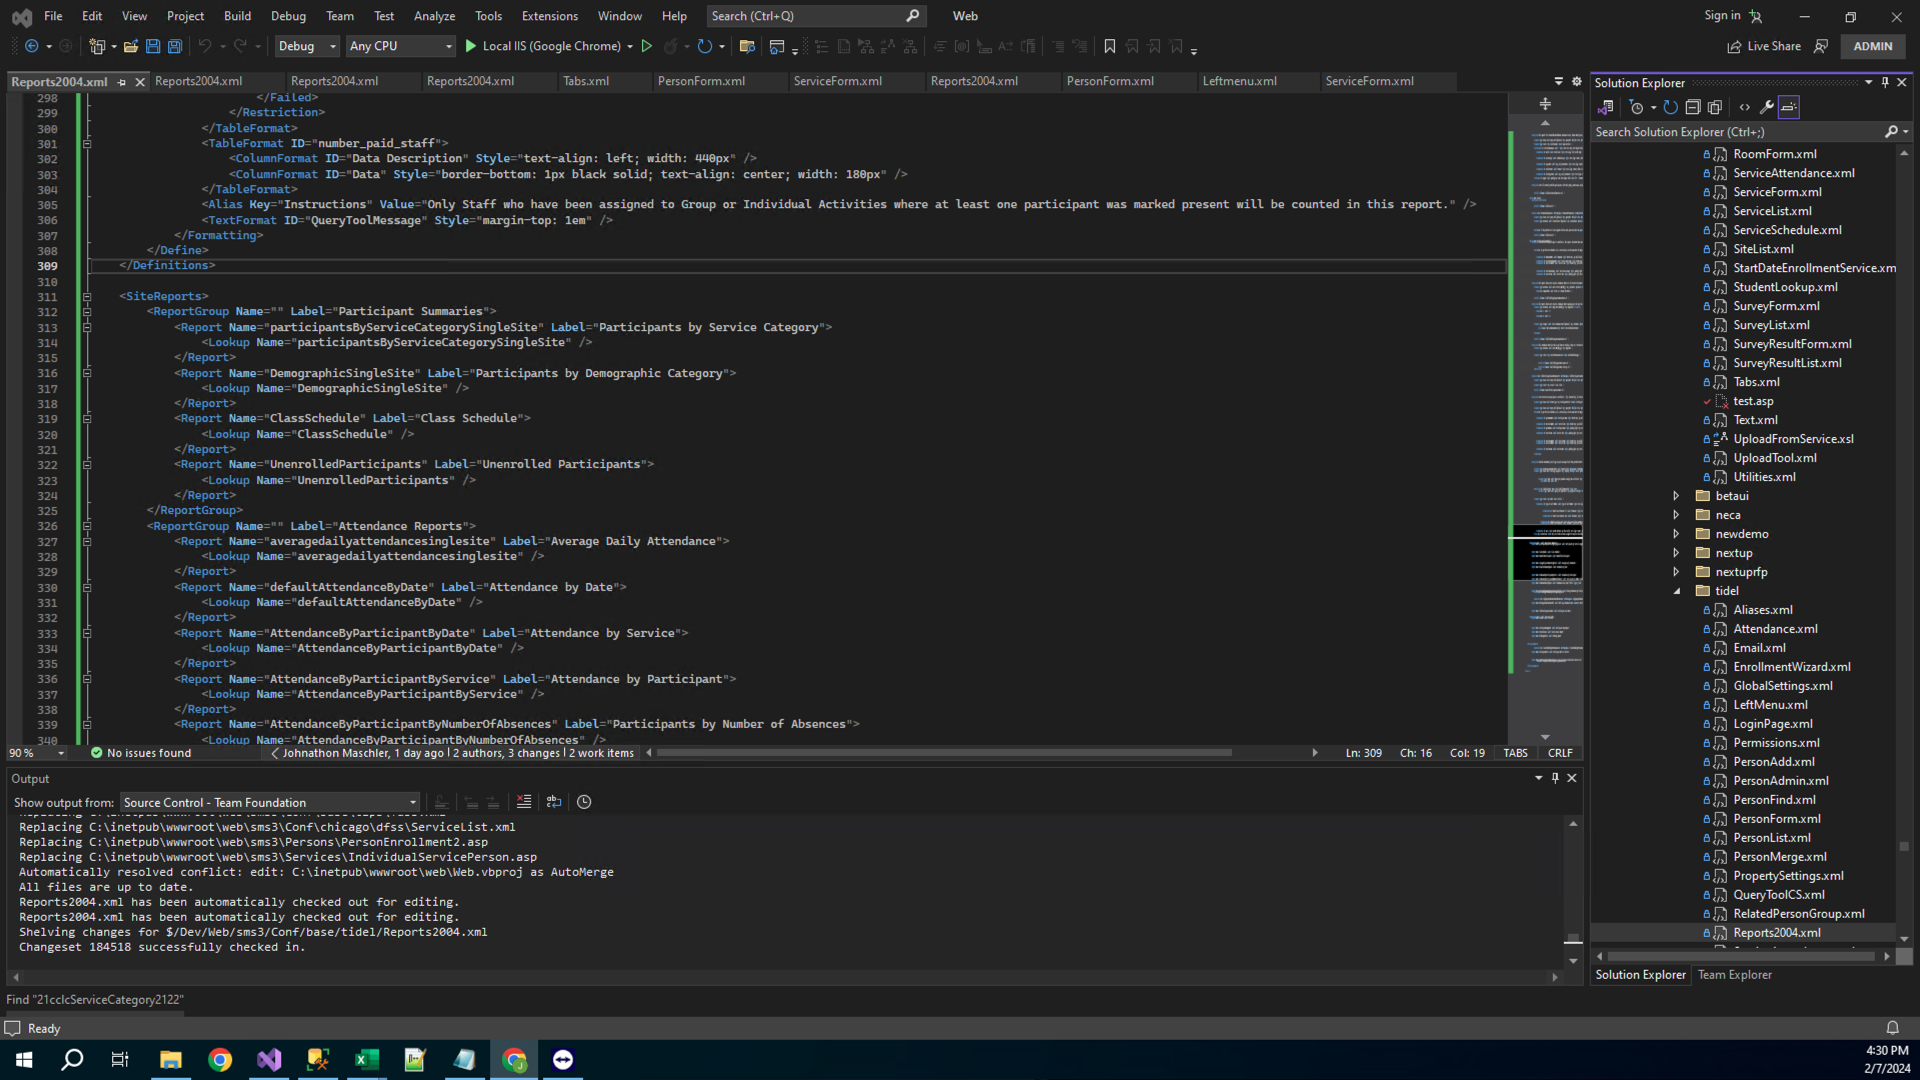 File Edit View Project Build Debug Team Test Analyze Tools Extensions Window Help Search (Ctrl+Q) Web Sign in
Debug Any CPU Local IIS (Google Chrome) Live Share ADMIN
Reports2004.xml Reports2004.xml Reports2004.xml Reports2004.xml Tabs.xml PersonForm.xml ServiceForm.xml Reports2004.xml PersonForm.xml Leftmenu.xml ServiceForm.xml
298 </Failed>
299 </Restriction>
300 </TableFormat>
301 <TableFormat ID="number_paid_staff">
302 <ColumnFormat ID="Data Description" Style="text-align: left; width: 440px" />
303 <ColumnFormat ID="Data" Style="border-bottom: 1px black solid; text-align: center; width: 180px" />
304 </TableFormat>
305 <Alias Key="Instructions" Value="Only Staff who have been assigned to Group or Individual Activities where at least one participant was marked present will be counted in this report." />
306 <TextFormat ID="QueryToolMessage" Style="margin-top: 1em" />
307 </Formatting>
308 </Define>
309 </Definitions>
310
311 <SiteReports>
312 <ReportGroup Name="" Label="Participant Summaries">
313 <Report Name="participantsByServiceCategorySingleSite" Label="Participants by Service Category">
314 <Lookup Name="participantsByServiceCategorySingleSite" />
315 </Report>
316 <Report Name="DemographicSingleSite" Label="Participants by Demographic Category">
317 <Lookup Name="DemographicSingleSite" />
318 </Report>
319 <Report Name="ClassSchedule" Label="Class Schedule">
320 <Lookup Name="ClassSchedule" />
321 </Report>
322 <Report Name="UnenrolledParticipants" Label="Unenrolled Participants">
323 <Lookup Name="UnenrolledParticipants" />
324 </Report>
325 </ReportGroup>
326 <ReportGroup Name="" Label="Attendance Reports">
327 <Report Name="averagedailyattendancesinglesite" Label="Average Daily Attendance">
328 <Lookup Name="averagedailyattendancesinglesite" />
329 </Report>
330 <Report Name="defaultAttendanceByDate" Label="Attendance by Date">
331 <Lookup Name="defaultAttendanceByDate" />
332 </Report>
333 <Report Name="AttendanceByParticipantByDate" Label="Attendance by Service">
334 <Lookup Name="AttendanceByParticipantByDate" />
335 </Report>
336 <Report Name="AttendanceByParticipantByService" Label="Attendance by Participant">
337 <Lookup Name="AttendanceByParticipantByService" />
338 </Report>
339 <Report Name="AttendanceByParticipantByNumberOfAbsences" Label="Participants by Number of Absences">
340 <Lookup Name="AttendanceByParticipantByNumberOfAbsences" />
90 % No issues found Johnathon Maschler, 1 day ago | 2 authors, 3 changes | 2 work items Ln: 309 Ch: 16 Col: 19 TABS CRLF
Output
Show output from: Source Control - Team Foundation
Replacing C:\inetpub\wwwroot\web\sms3\Conf\chicago\dfss\ServiceList.xml
Replacing C:\inetpub\wwwroot\web\sms3\Persons\PersonEnrollment2.asp
Replacing C:\inetpub\wwwroot\web\sms3\Services\IndividualServicePerson.asp
Automatically resolved conflict: edit: C:\inetpub\wwwroot\web\Web.vbproj as AutoMerge
All files are up to date.
Reports2004.xml has been automatically checked out for editing.
Reports2004.xml has been automatically checked out for editing.
Shelving changes for $/Dev/Web/sms3/Conf/base/tidel/Reports2004.xml
Changeset 184518 successfully checked in.
Find "21cclcServiceCategory2122"
Ready
Solution Explorer
Search Solution Explorer (Ctrl+;)
RoomForm.xml
ServiceAttendance.xml
ServiceForm.xml
ServiceList.xml
ServiceSchedule.xml
SiteList.xml
StartDateEnrollmentService.xm
StudentLookup.xml
SurveyForm.xml
SurveyList.xml
SurveyResultForm.xml
SurveyResultList.xml
Tabs.xml
test.asp
Text.xml
UploadFromService.xsl
UploadTool.xml
Utilities.xml
betaui
neca
newdemo
nextup
nextuprfp
tidel
Aliases.xml
Attendance.xml
Email.xml
EnrollmentWizard.xml
GlobalSettings.xml
LeftMenu.xml
LoginPage.xml
Permissions.xml
PersonAdd.xml
PersonAdmin.xml
PersonFind.xml
PersonForm.xml
PersonList.xml
PersonMerge.xml
PropertySettings.xml
QueryToolCS.xml
RelatedPersonGroup.xml
Reports2004.xml
Solution Explorer Team Explorer
4:30 PM
2/7/2024